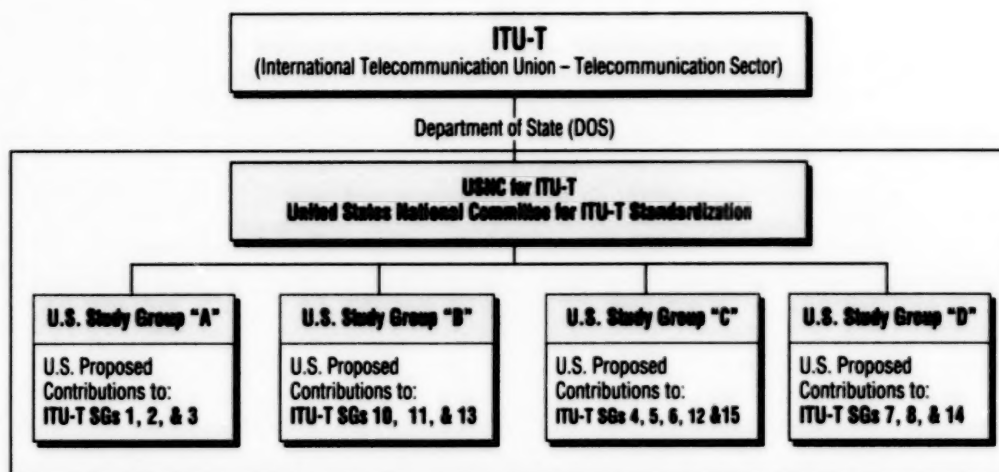 ITU-T
(International Telecommunication Union – Telecommunication Sector)
Department of State (DOS)
USNC for ITU-T
United States National Committee for ITU-T Standardization
U.S. Study Group "A"
U.S. Proposed
Contributions to:
ITU-T SGs 1, 2, & 3
U.S. Study Group "B"
U.S. Proposed
Contributions to:
ITU-T SGs 10, 11, & 13
U.S. Study Group "C"
U.S. Proposed
Contributions to:
ITU-T SGs 4, 5, 6, 12 &15
U.S. Study Group "D"
U.S. Proposed
Contributions to:
ITU-T SGs 7, 8, & 14